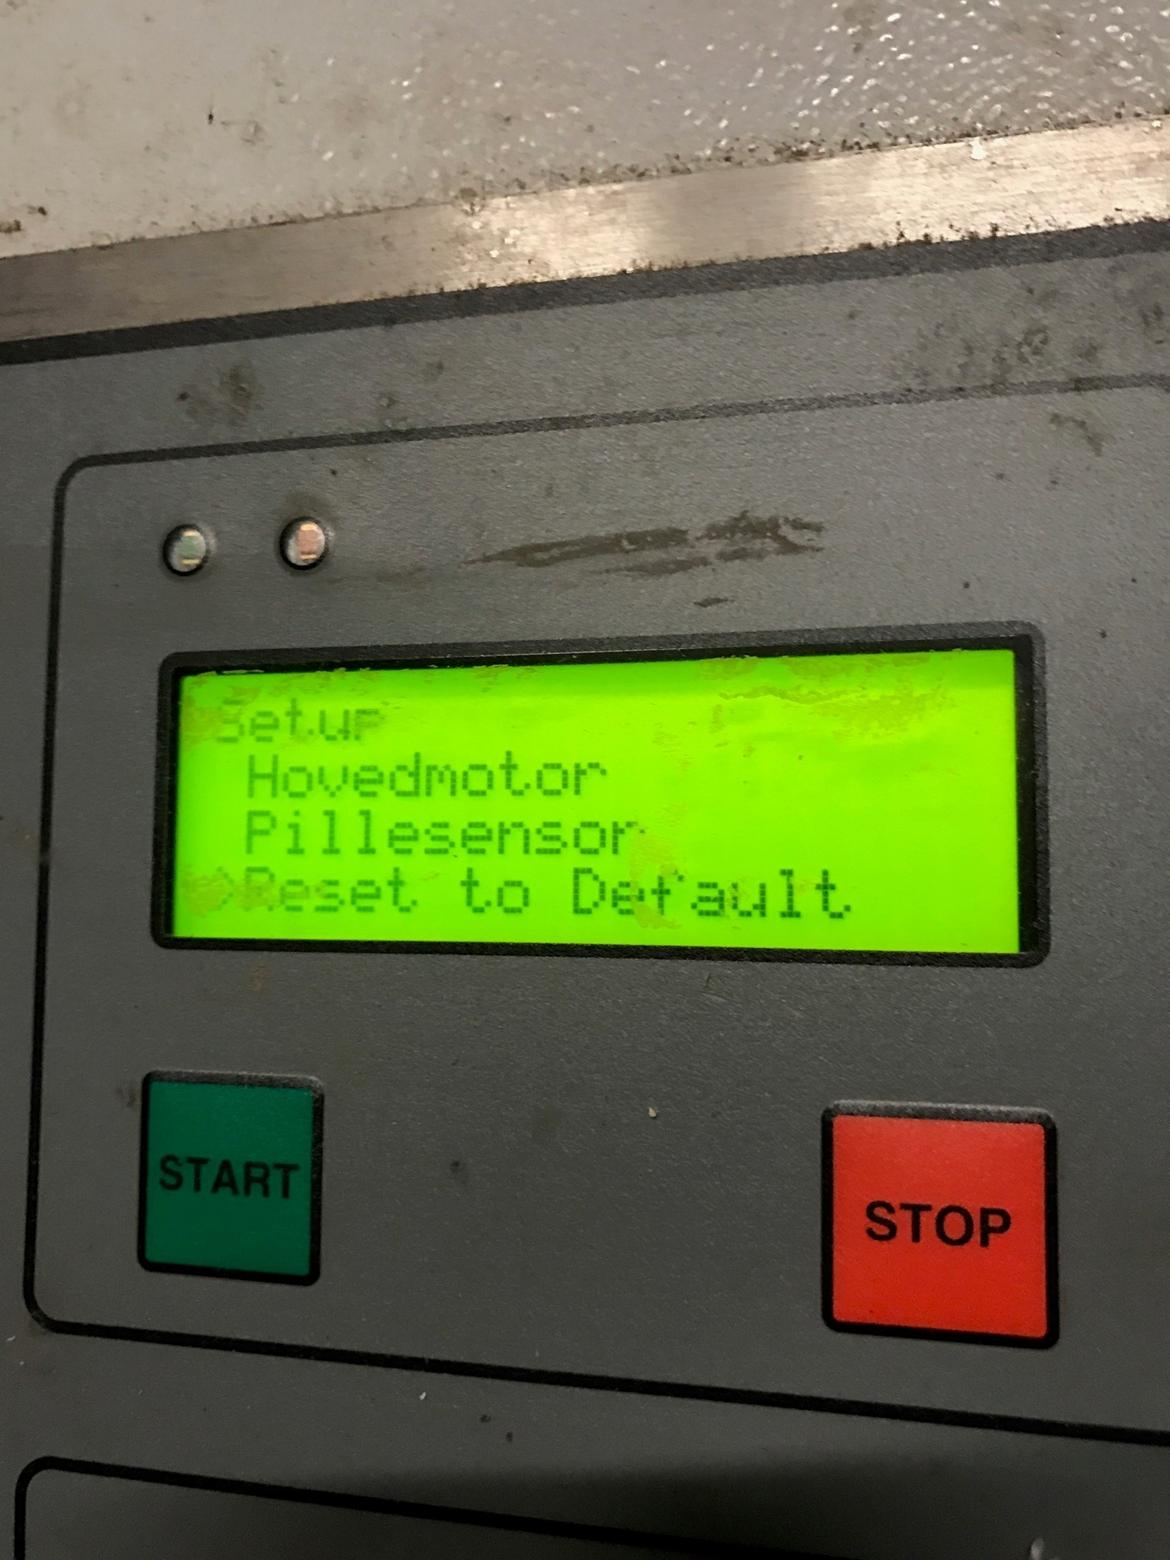 Setup
Hovedmotor
Pillesensor
>Reset to Default
START
STOP